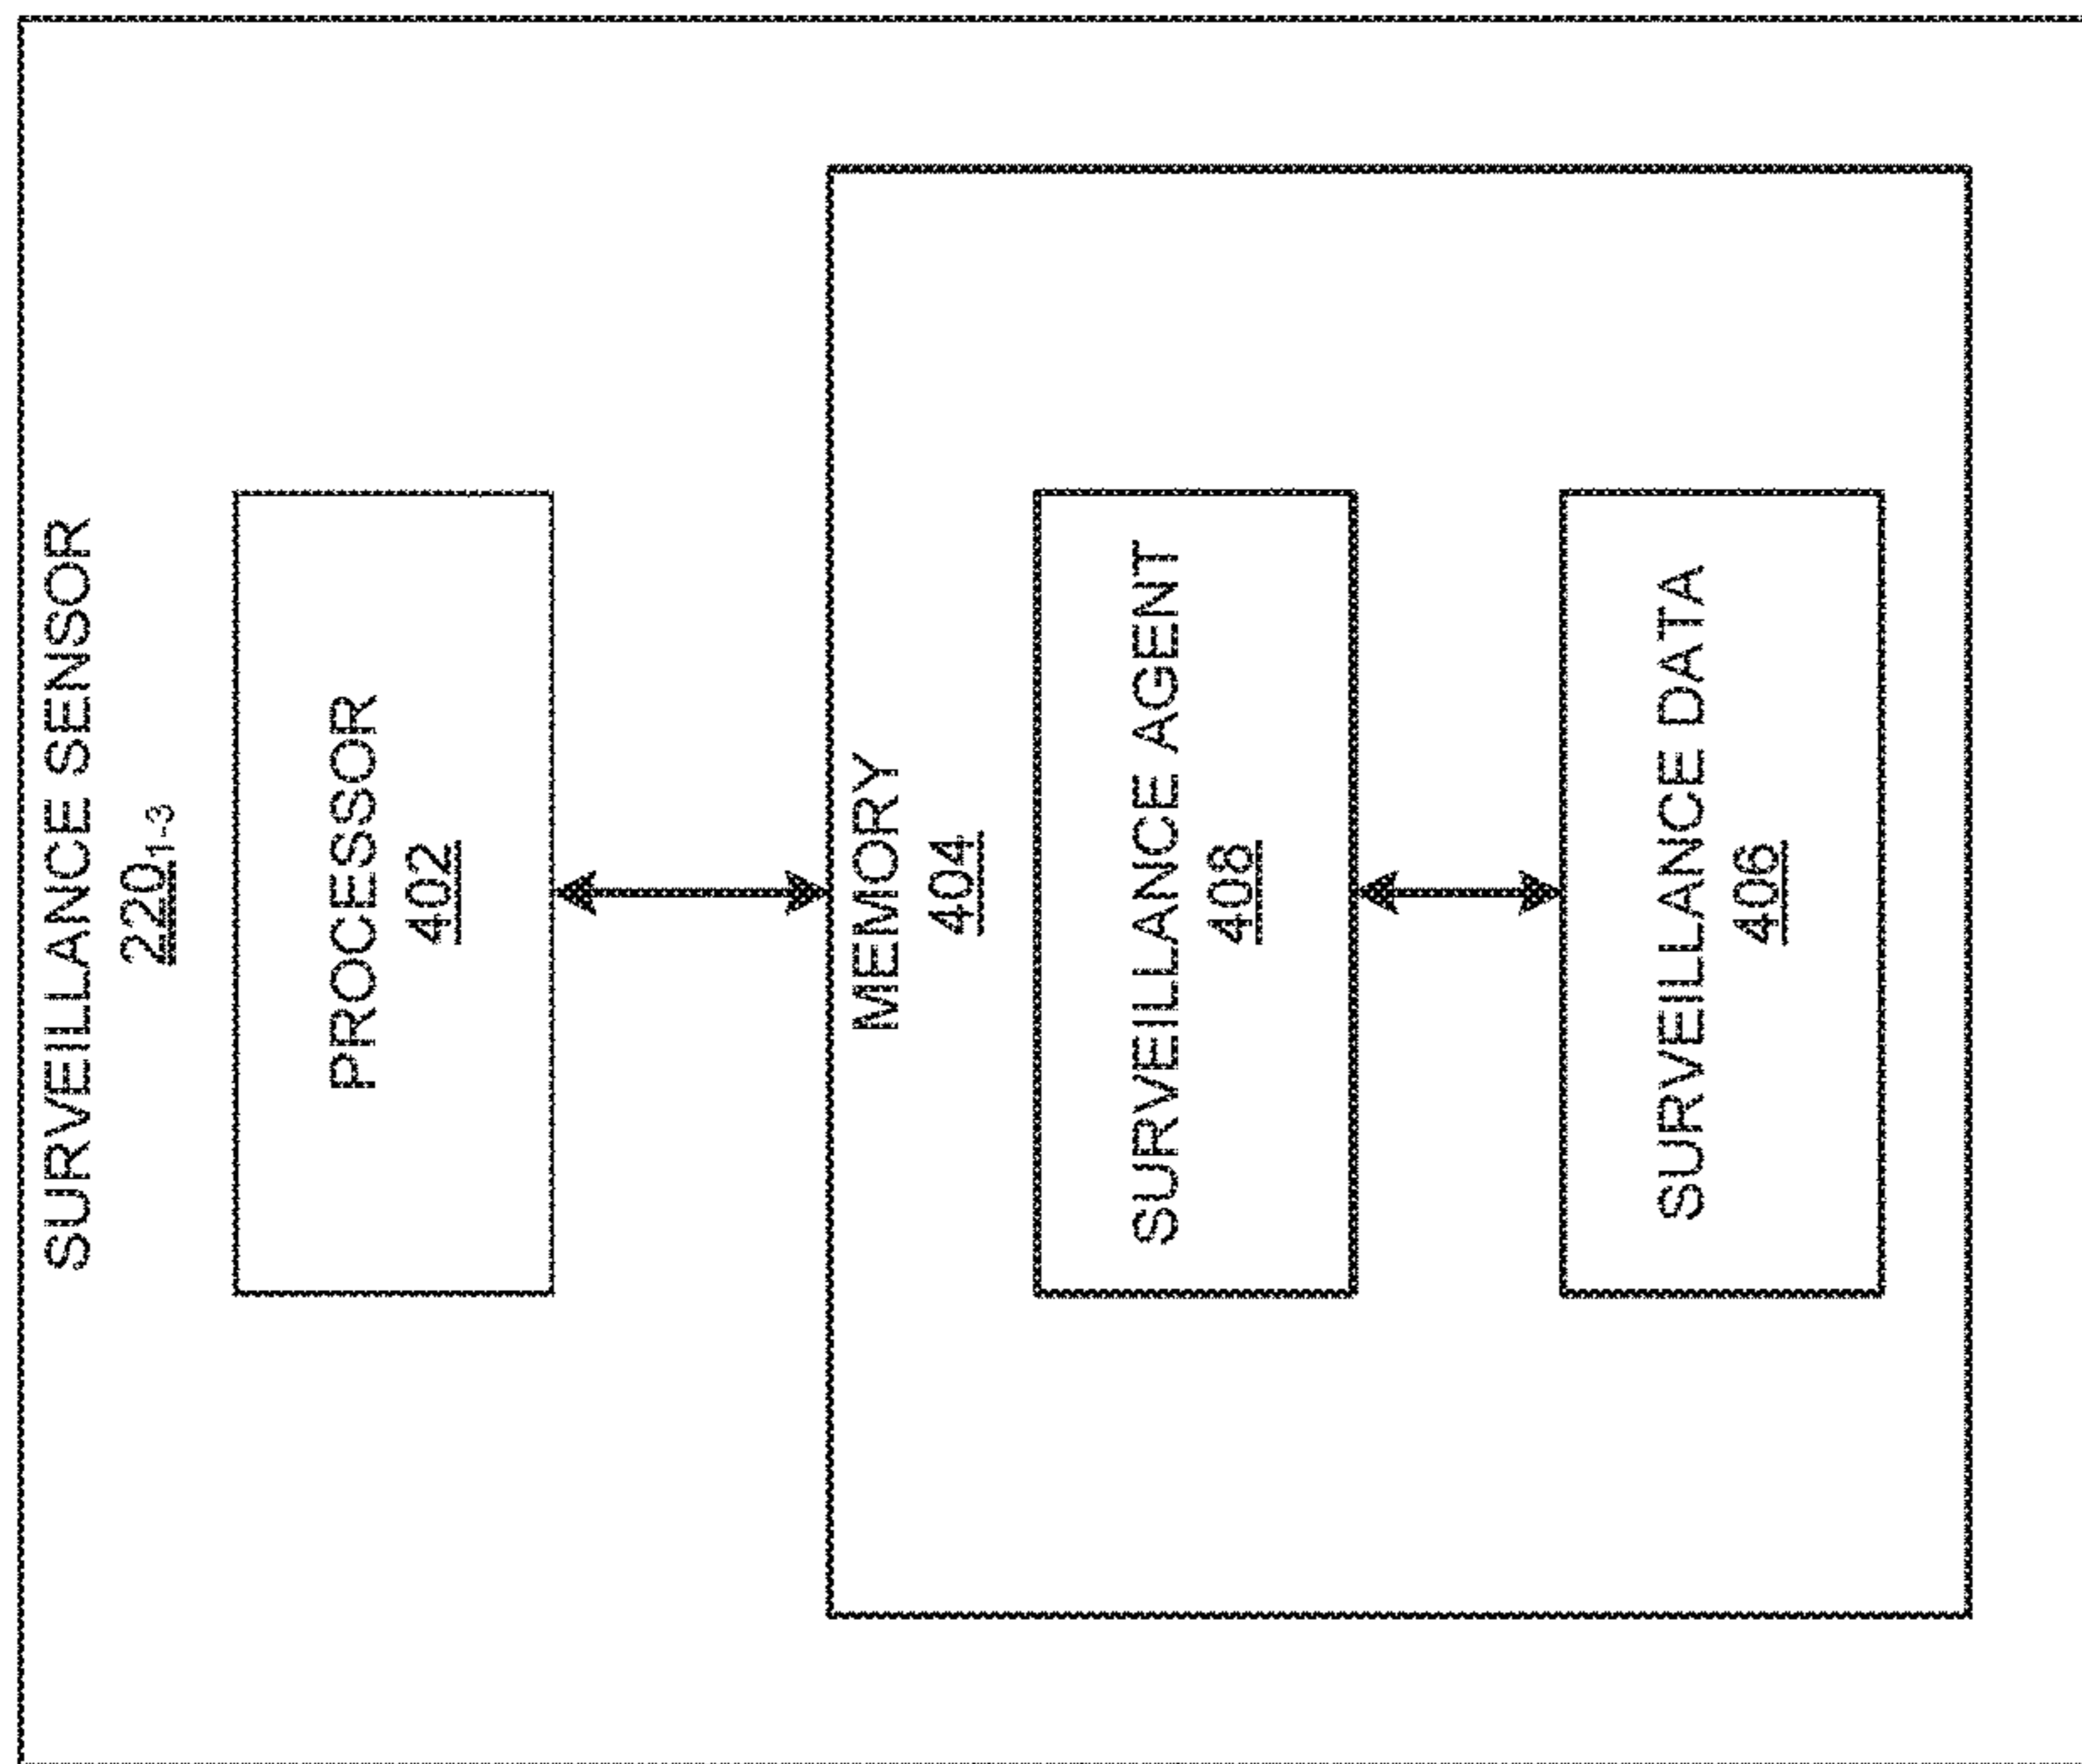 SURVEILLANCE SENSOR
220₁₋₃
PROCESSOR
402
MEMORY
404
SURVEILLANCE AGENT
408
SURVEILLANCE DATA
406